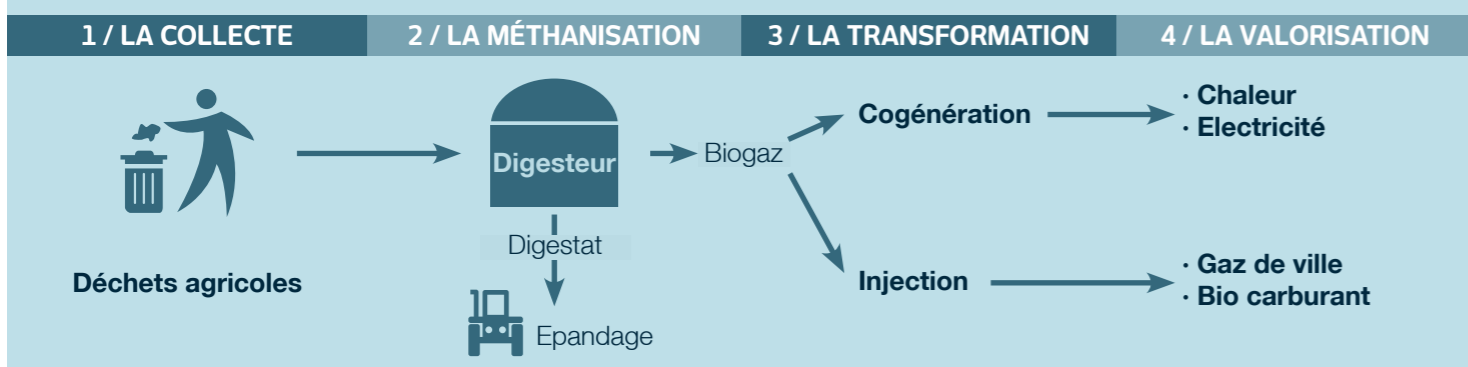 1 / LA COLLECTE
2 / LA MÉTHANISATION
3 / LA TRANSFORMATION
4 / LA VALORISATION
Déchets agricoles
Digesteur
Digestat
Epandage
Biogaz
Cogénération
· Chaleur
· Electricité
Injection
· Gaz de ville
· Bio carburant